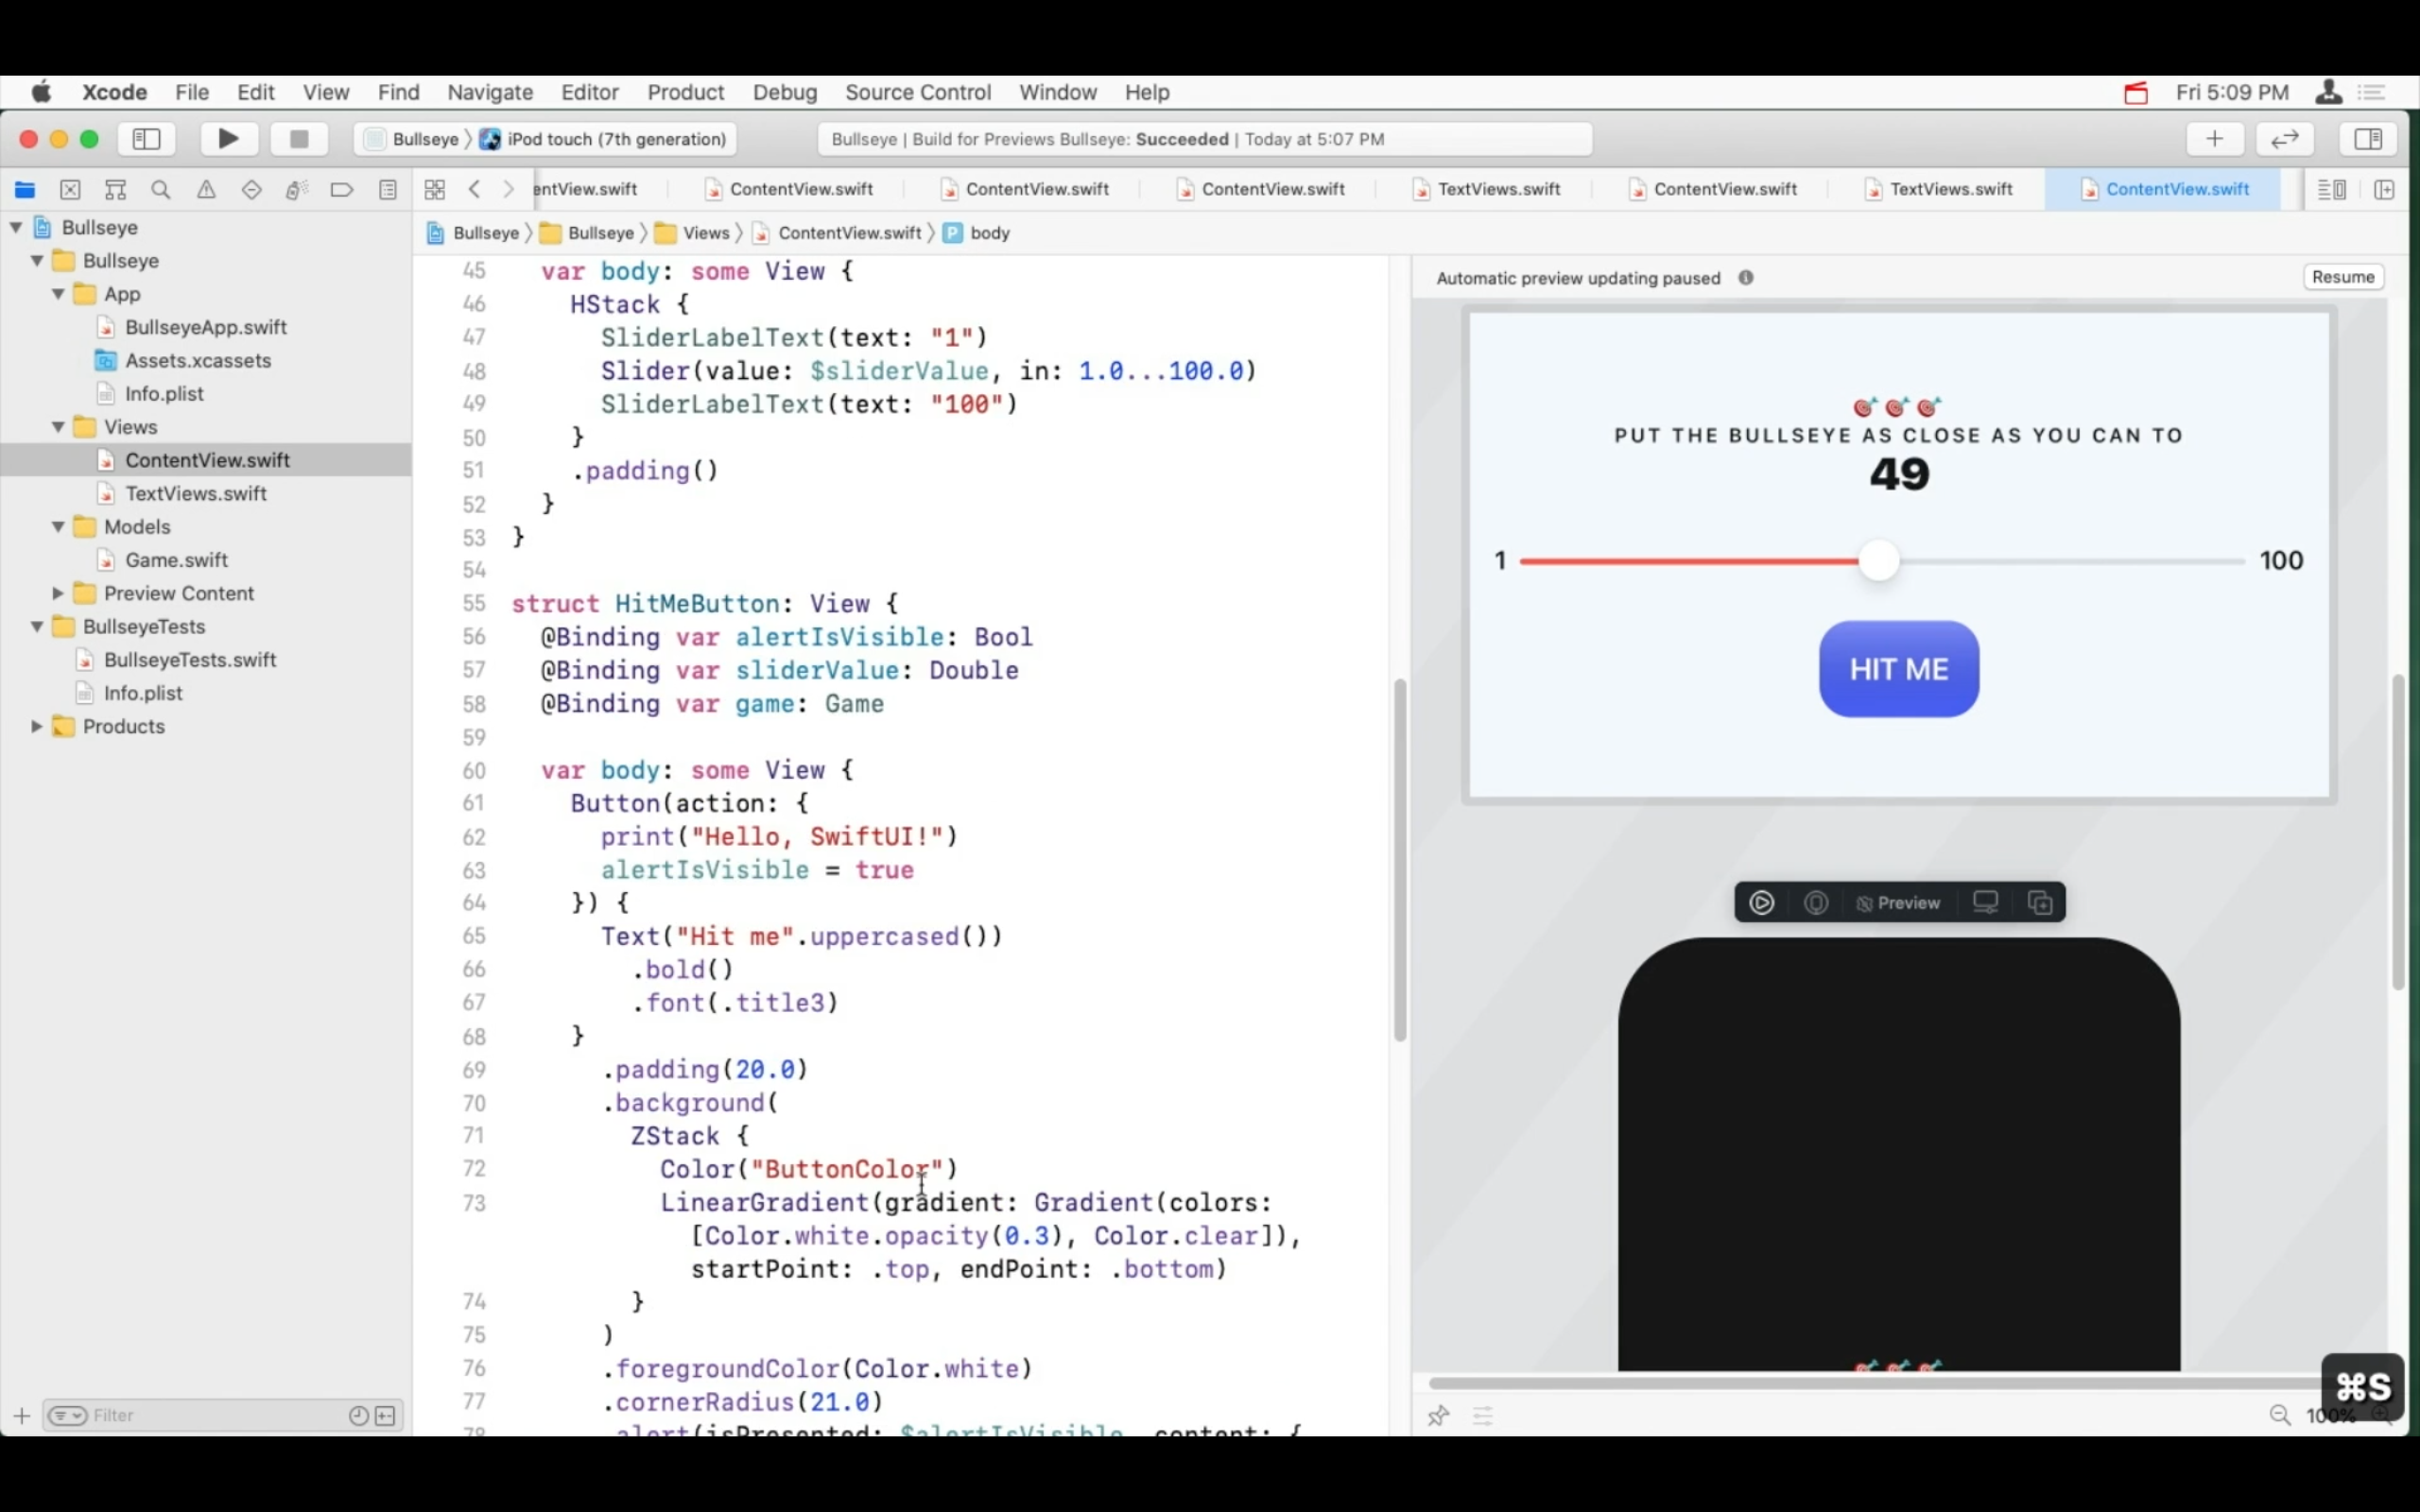 Xcode File Edit View Find Navigate Editor Product Debug Source Control Window Help Fri 5:09 PM
Bullseye iPod touch (7th generation) Bullseye | Build for Previews Bullseye: Succeeded | Today at 5:07 PM
entView.swift ContentView.swift ContentView.swift ContentView.swift TextViews.swift ContentView.swift TextViews.swift ContentView.swift
Bullseye Bullseye Views ContentView.swift P body
Bullseye
Bullseye
App
BullseyeApp.swift
Assets.xcassets
Info.plist
Views
ContentView.swift
TextViews.swift
Models
Game.swift
Preview Content
BullseyeTests
BullseyeTests.swift
Info.plist
Products
Filter
45 var body: some View {
46 HStack {
47 SliderLabelText(text: "1")
48 Slider(value: $sliderValue, in: 1.0...100.0)
49 SliderLabelText(text: "100")
50 }
51 .padding()
52 }
53 }
54
55 struct HitMeButton: View {
56 @Binding var alertIsVisible: Bool
57 @Binding var sliderValue: Double
58 @Binding var game: Game
59
60 var body: some View {
61 Button(action: {
62 print("Hello, SwiftUI!")
63 alertIsVisible = true
64 }) {
65 Text("Hit me".uppercased())
66 .bold()
67 .font(.title3)
68 }
69 .padding(20.0)
70 .background(
71 ZStack {
72 Color("ButtonColor")
73 LinearGradient(gradient: Gradient(colors:
[Color.white.opacity(0.3), Color.clear]),
startPoint: .top, endPoint: .bottom)
74 }
75 )
76 .foregroundColor(Color.white)
77 .cornerRadius(21.0)
78 .alert(isPresented: $alertIsVisible, content: {
Automatic preview updating paused Resume
PUT THE BULLSEYE AS CLOSE AS YOU CAN TO
49
1 100
HIT ME
Preview
⌘S
100%